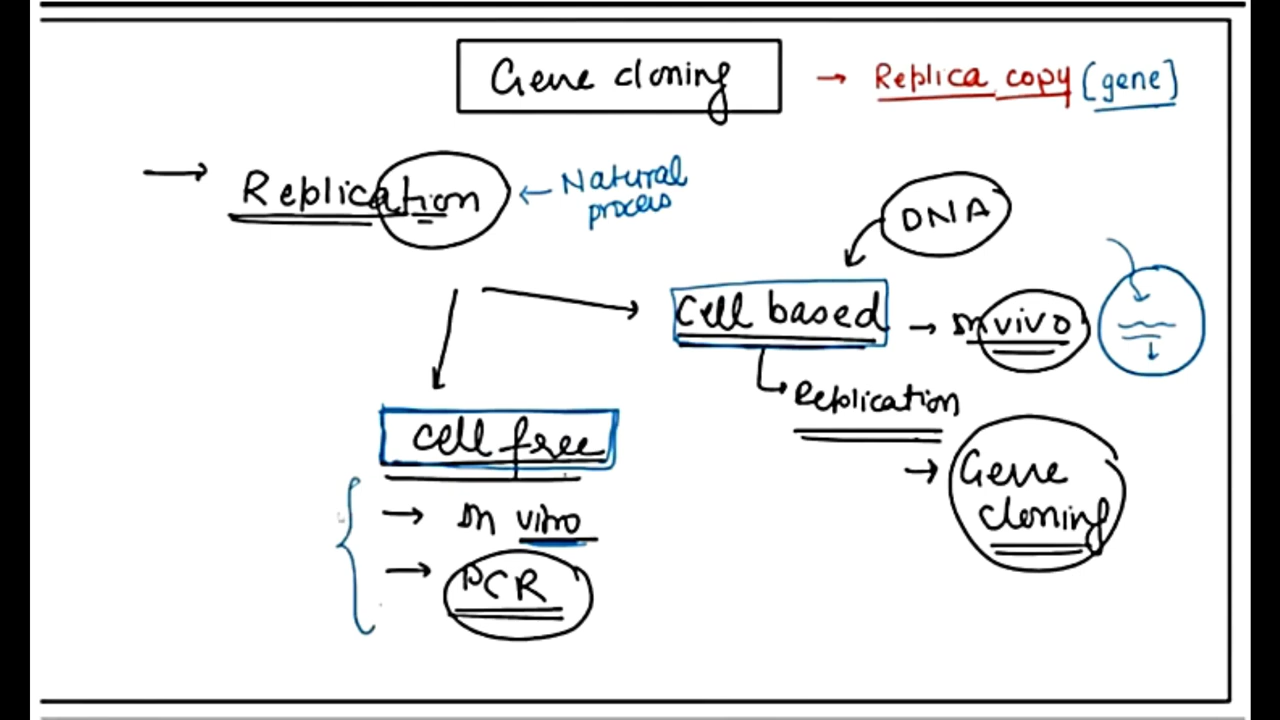 Gene cloning → Replica copy (gene)
→ Replication ← Natural
process
DNA
Cell based → In vivo
→ Replication
→ Gene
cloning
Cell free
→ In vitro
→ PCR